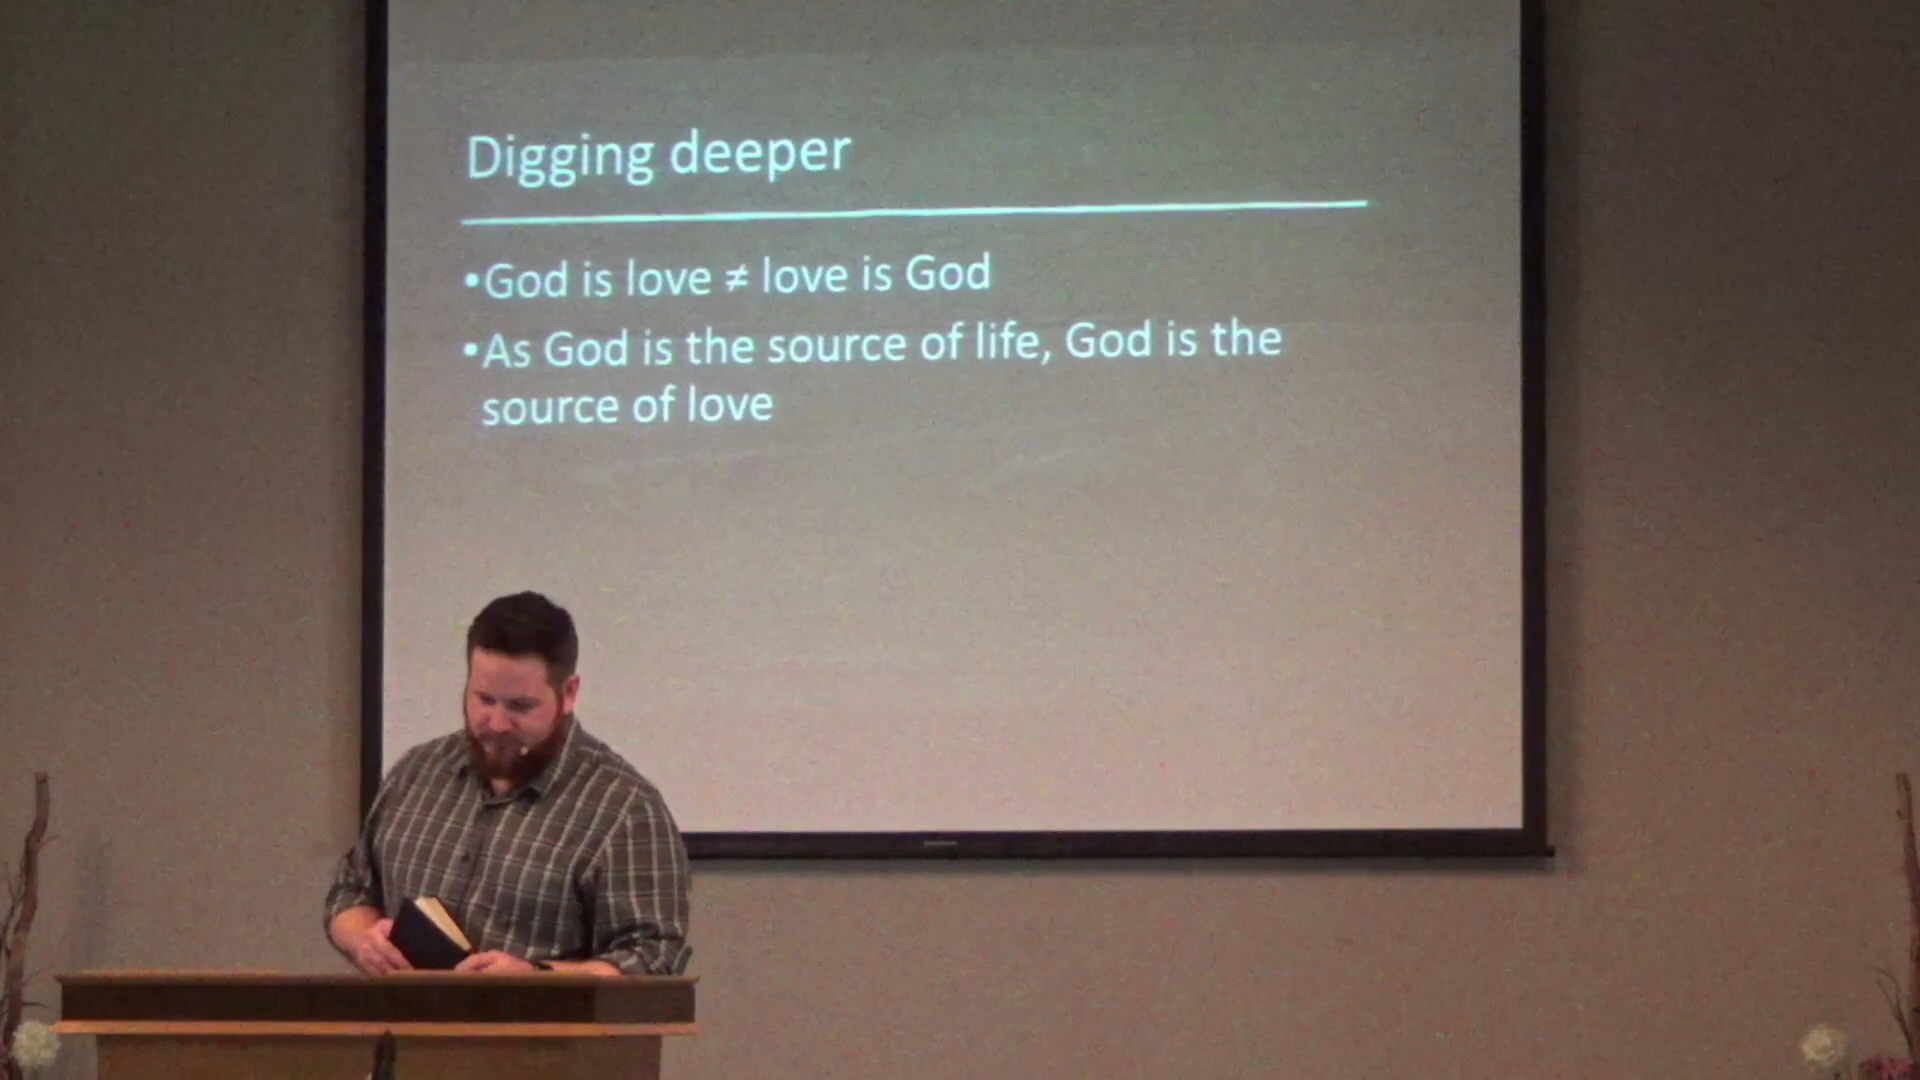 Digging deeper
•God is love ≠ love is God
•As God is the source of life, God is the
source of love